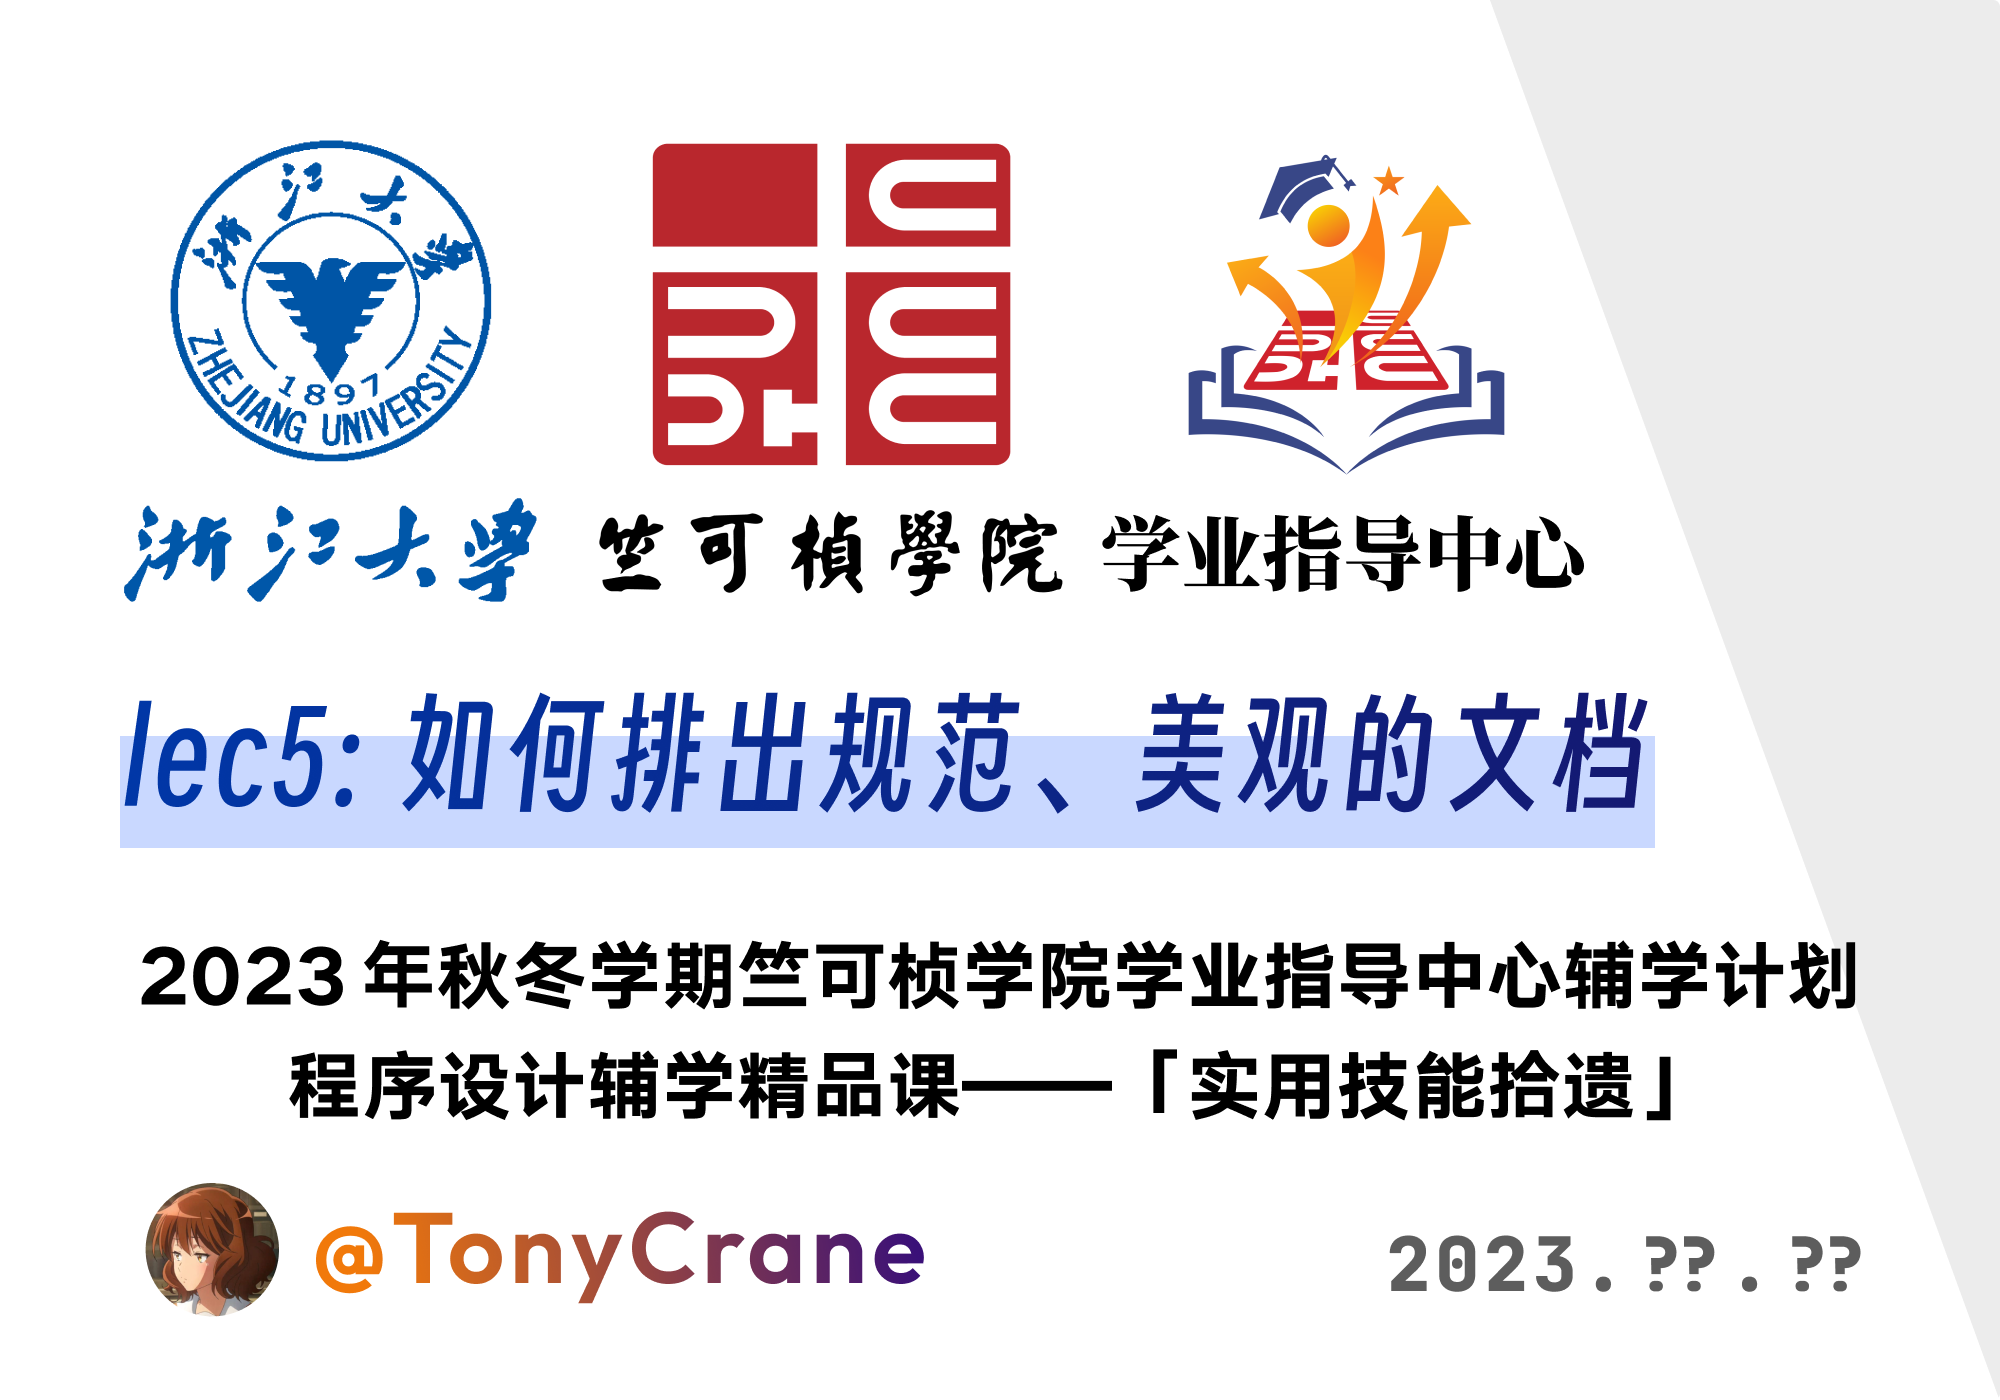 浙江大學
ZHEJIANG UNIVERSITY
1897
浙江大學 竺可桢學院 学业指导中心
lec5: 如何排出规范、美观的文档
2023 年秋冬学期竺可桢学院学业指导中心辅学计划
程序设计辅学精品课——「实用技能拾遗」
@TonyCrane 2023.??.??